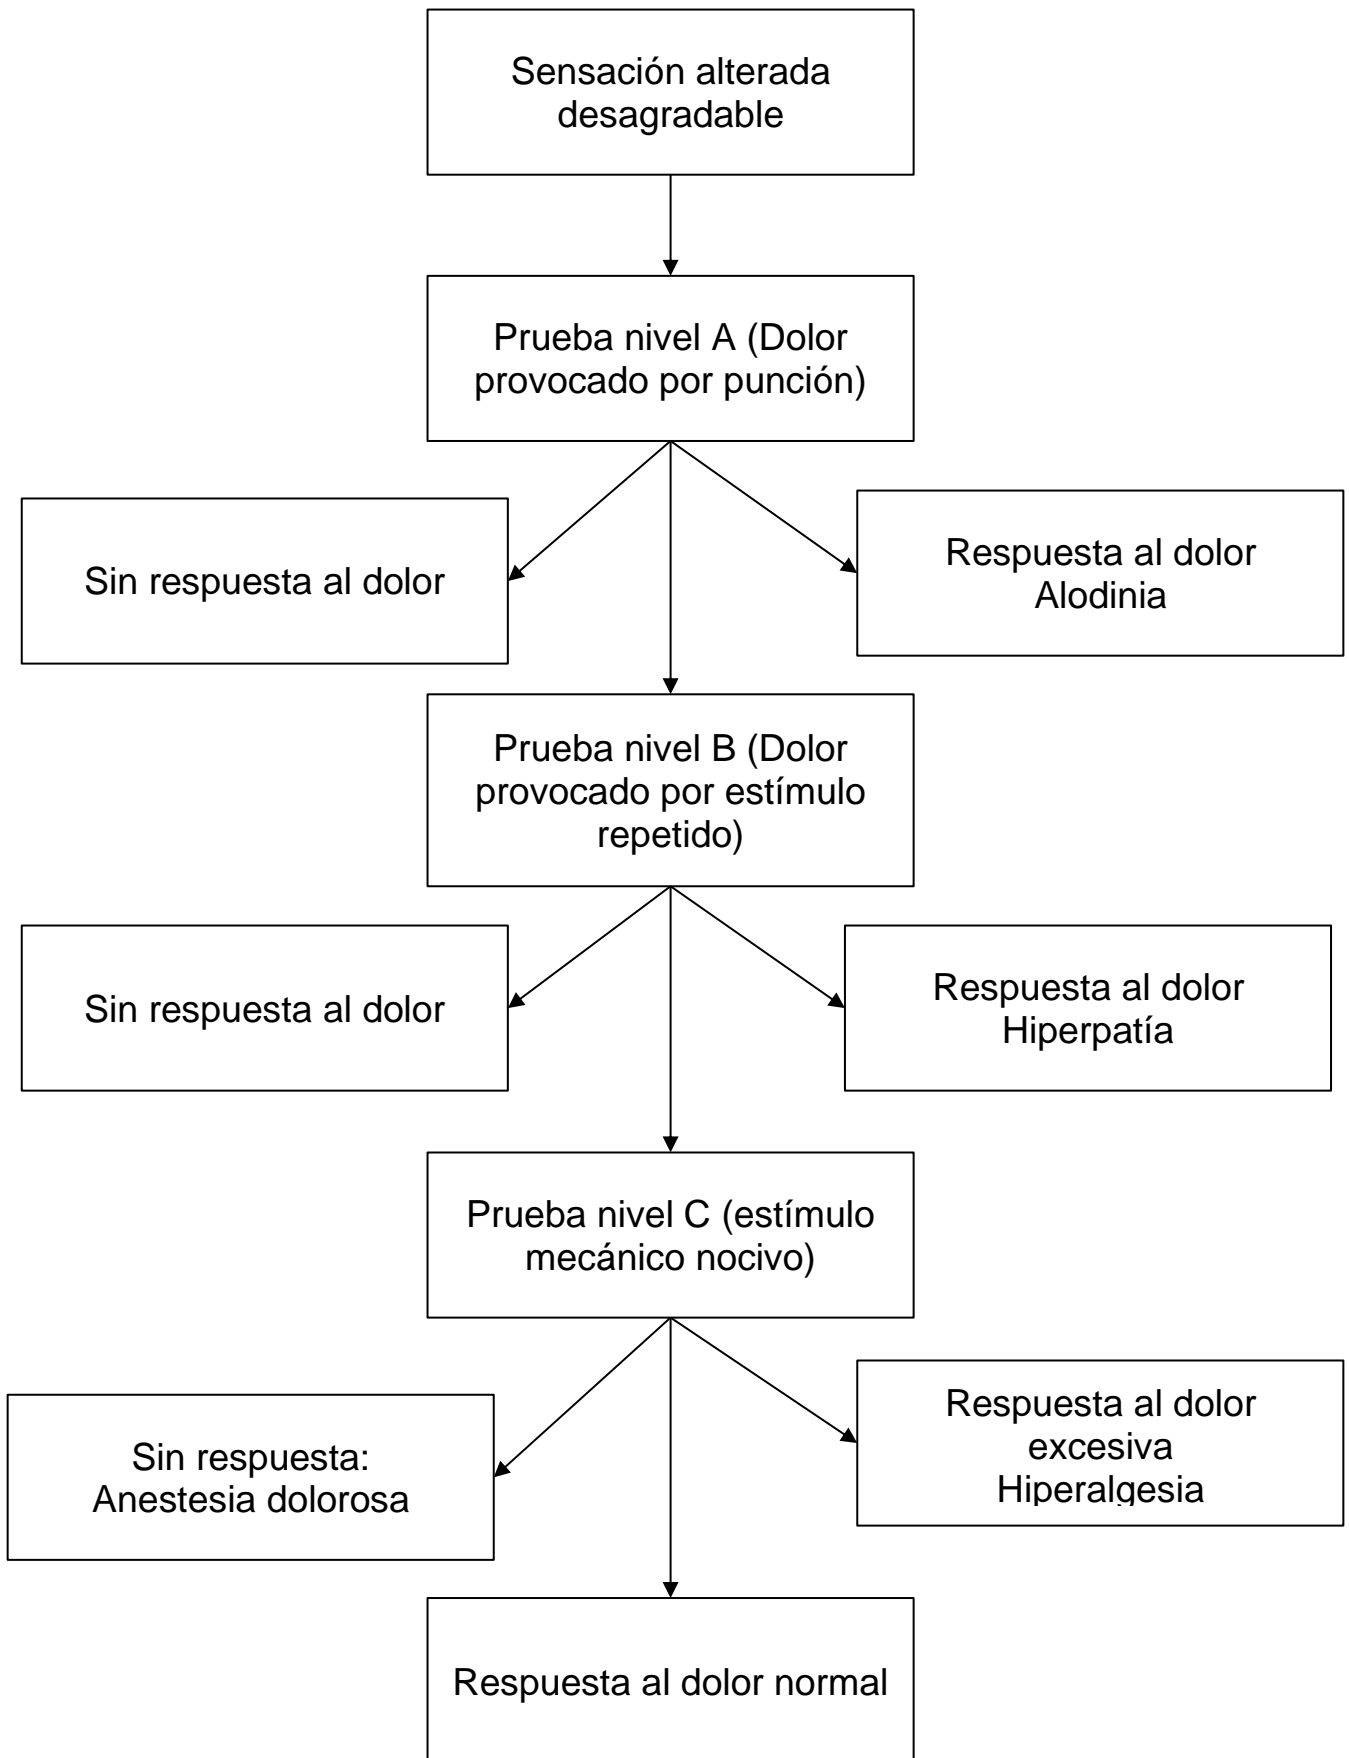 Sensación alterada
desagradable
Prueba nivel A (Dolor
provocado por punción)
Sin respuesta al dolor
Respuesta al dolor
Alodinia
Prueba nivel B (Dolor
provocado por estímulo
repetido)
Sin respuesta al dolor
Respuesta al dolor
Hiperpatía
Prueba nivel C (estímulo
mecánico nocivo)
Sin respuesta:
Anestesia dolorosa
Respuesta al dolor
excesiva
Hiperalgesia
Respuesta al dolor normal